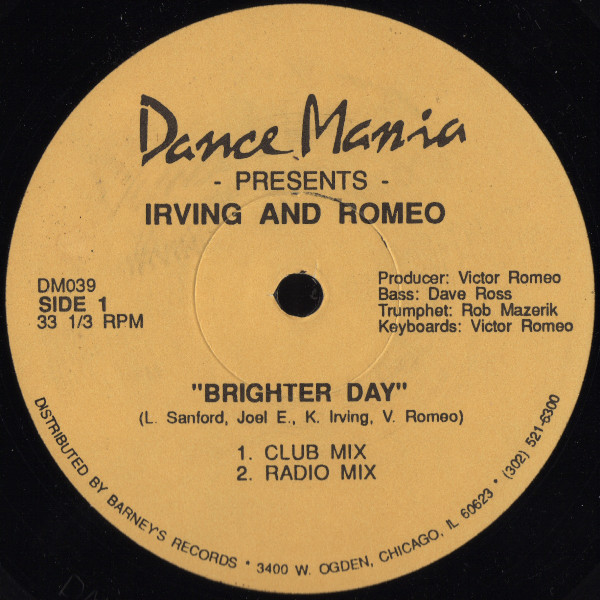 Dance Mania
- PRESENTS -
IRVING AND ROMEO
DM039
SIDE 1
33 1/3 RPM
Producer: Victor Romeo
Bass: Dave Ross
Trumphet: Rob Mazerik
Keyboards: Victor Romeo
"BRIGHTER DAY"
(L. Sanford, Joel E., K. Irving, V. Romeo)
1. CLUB MIX
2. RADIO MIX
DISTRIBUTED BY BARNEY'S RECORDS • 3400 W. OGDEN, CHICAGO, IL 60623 • (302) 521-6300